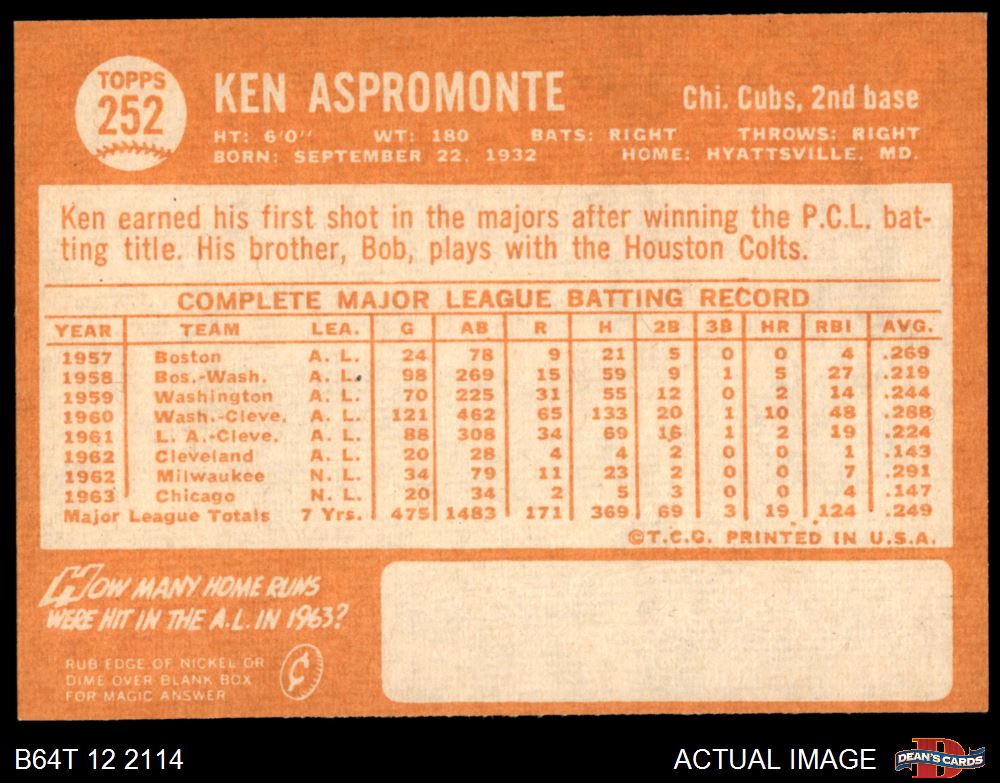 TOPPS
252
KEN ASPROMONTE
Chi. Cubs, 2nd base
HT: 6'0" WT: 180 BATS: RIGHT THROWS: RIGHT
BORN: SEPTEMBER 22, 1932 HOME: HYATTSVILLE, MD.
Ken earned his first shot in the majors after winning the P.C.L. bat-
ting title. His brother, Bob, plays with the Houston Colts.
COMPLETE MAJOR LEAGUE BATTING RECORD
YEAR TEAM LEA. G AB R H 2B 3B HR RBI AVG.
1957 Boston A. L. 24 78 9 21 5 0 0 4 .269
1958 Bos.-Wash. A. L. 98 269 15 59 9 1 5 27 .219
1959 Washington A. L. 70 225 31 55 12 0 2 14 .244
1960 Wash.-Cleve. A. L. 121 462 65 133 20 1 10 48 .288
1961 L. A.-Cleve. A. L. 88 308 34 69 16 1 2 19 .224
1962 Cleveland A. L. 20 28 4 4 2 0 0 1 .143
1962 Milwaukee N. L. 34 79 11 23 2 0 0 7 .291
1963 Chicago N. L. 20 34 2 5 3 0 0 4 .147
Major League Totals 7 Yrs. 475 1483 171 369 69 3 19 124 .249
©T.C.G. PRINTED IN U.S.A.
HOW MANY HOME RUNS
WERE HIT IN THE A.L. IN 1963?
RUB EDGE OF NICKEL OR
DIME OVER BLANK BOX
FOR MAGIC ANSWER
B64T 12 2114
ACTUAL IMAGE
DEAN'S CARDS